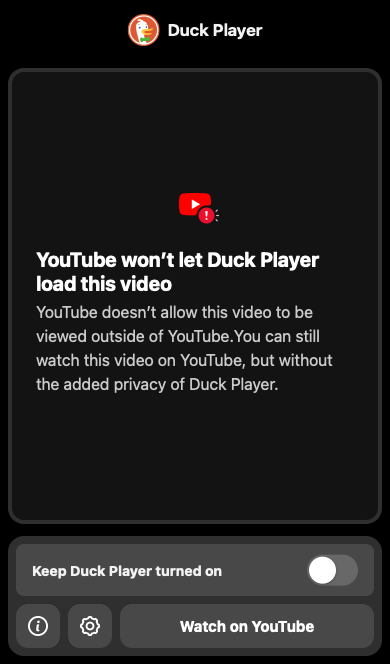 Duck Player
YouTube won’t let Duck Player
load this video
YouTube doesn’t allow this video to be
viewed outside of YouTube.You can still
watch this video on YouTube, but without
the added privacy of Duck Player.
Keep Duck Player turned on
Watch on YouTube